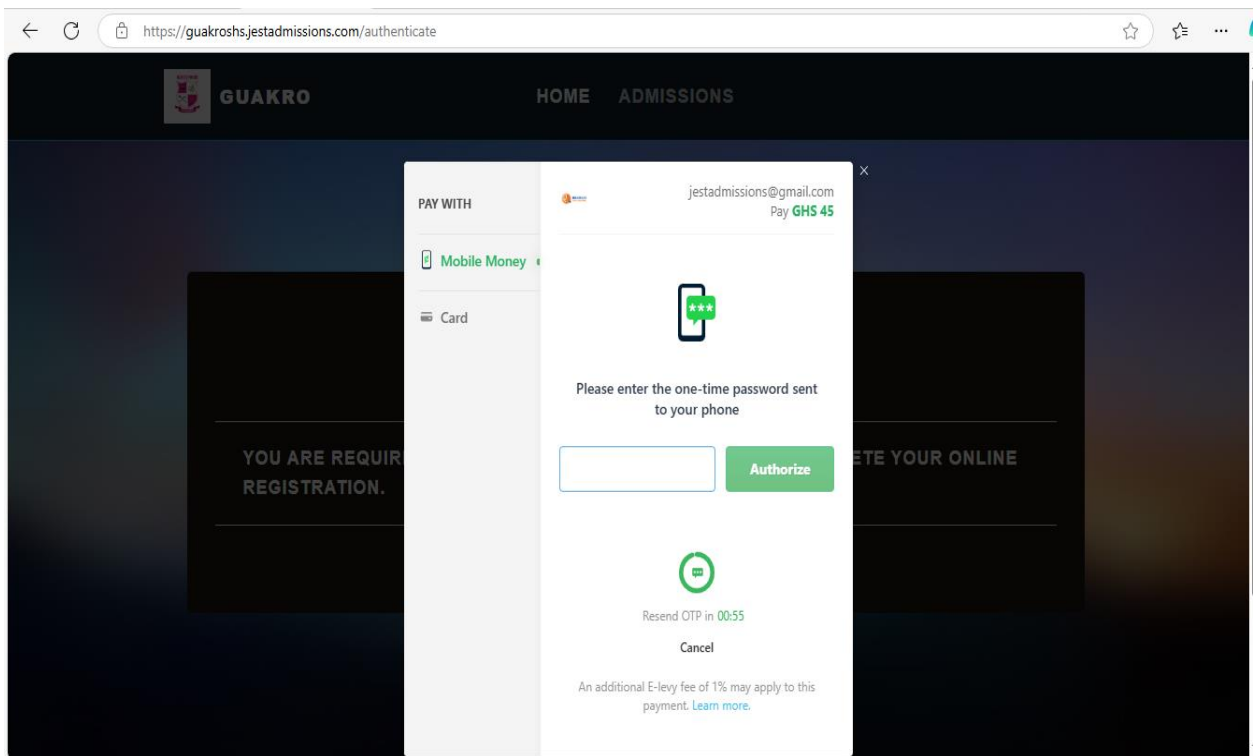 https://guakroshs.jestadmissions.com/authenticate
GUAKRO
HOME ADMISSIONS
x
PAY WITH
jestadmissions@gmail.com
Pay GHS 45
Mobile Money
Card
***
Please enter the one-time password sent
to your phone
Authorize
YOU ARE REQUIR
ETE YOUR ONLINE
REGISTRATION.
Resend OTP in 00:55
Cancel
An additional E-levy fee of 1% may apply to this
payment. Learn more.